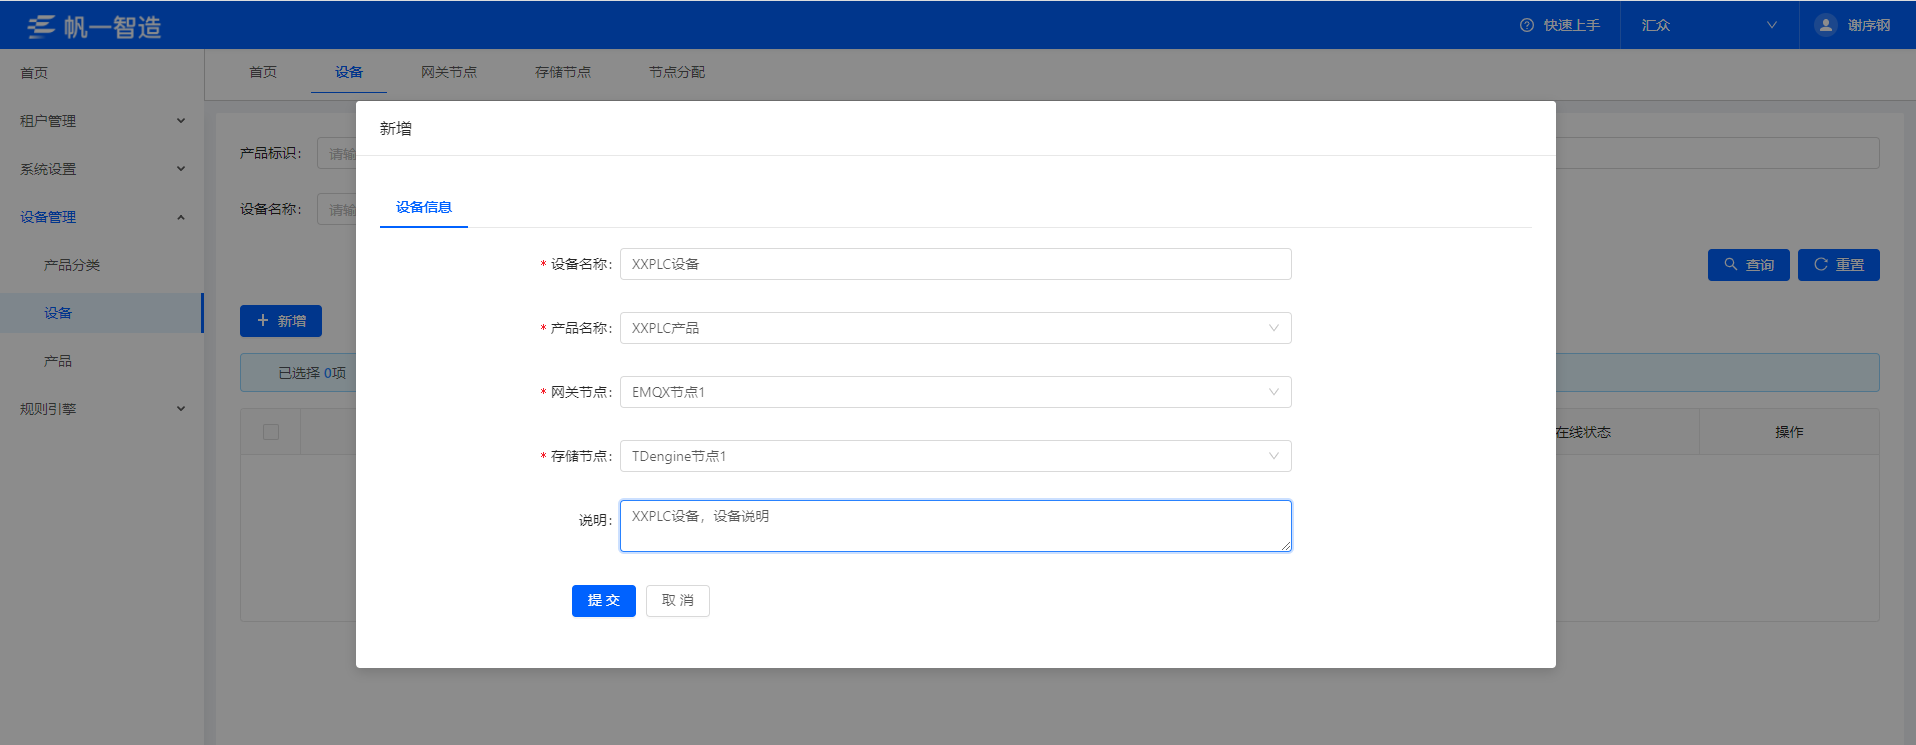 帆一智造
快速上手
汇众
谢序钢
首页
租户管理
系统设置
设备管理
产品分类
设备
产品
规则引擎
首页 设备 网关节点 存储节点 节点分配
产品标识： 请输
设备名称： 请输
查询 重置
新增
已选择 0项
在线状态 操作
新增
设备信息
* 设备名称： XXPLC设备
* 产品名称： XXPLC产品
* 网关节点： EMQX节点1
* 存储节点： TDengine节点1
说明： XXPLC设备，设备说明
提 交 取 消